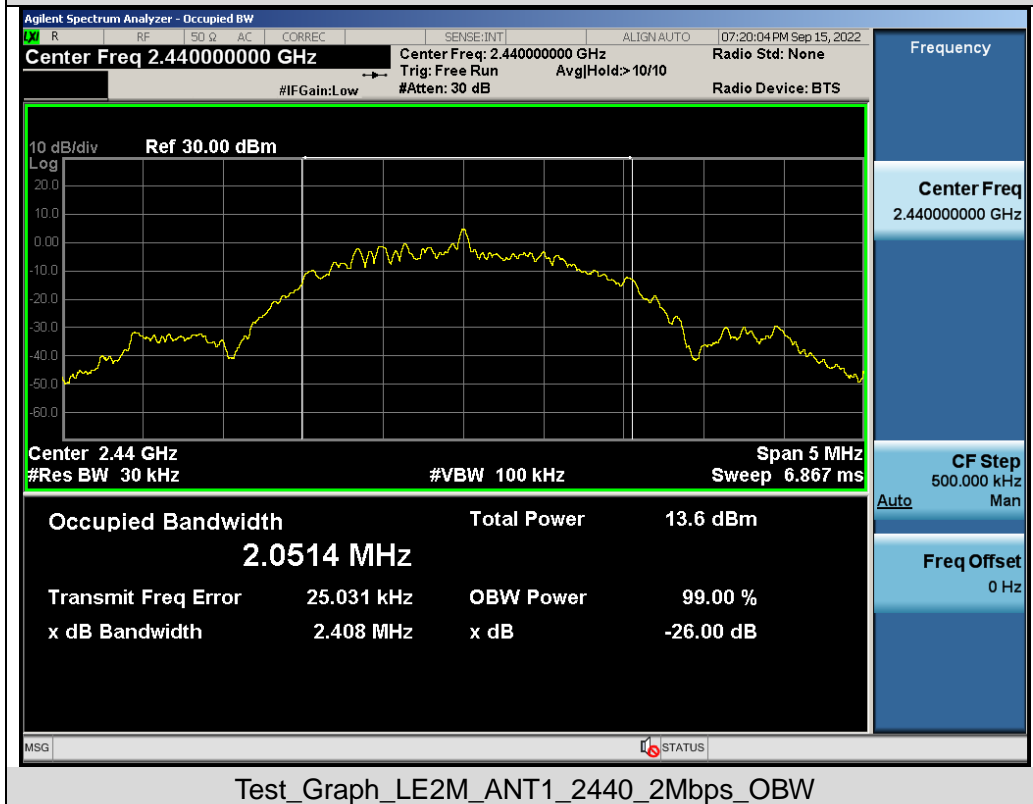 Agilent Spectrum Analyzer - Occupied BW
LXI R RF 50 Ω AC CORREC SENSE:INT ALIGN AUTO 07:20:04 PM Sep 15, 2022
Center Freq 2.440000000 GHz
Center Freq: 2.440000000 GHz Radio Std: None
Trig: Free Run Avg|Hold:>10/10
#IFGain:Low #Atten: 30 dB Radio Device: BTS
10 dB/div Ref 30.00 dBm
Log
20.0
10.0
0.00
-10.0
-20.0
-30.0
-40.0
-50.0
-60.0
Center 2.44 GHz Span 5 MHz
#Res BW 30 kHz #VBW 100 kHz Sweep 6.867 ms
Occupied Bandwidth Total Power 13.6 dBm
2.0514 MHz
Transmit Freq Error 25.031 kHz OBW Power 99.00 %
x dB Bandwidth 2.408 MHz x dB -26.00 dB
MSG STATUS
Frequency
Center Freq
2.440000000 GHz
CF Step
500.000 kHz
Auto Man
Freq Offset
0 Hz
Test_Graph_LE2M_ANT1_2440_2Mbps_OBW